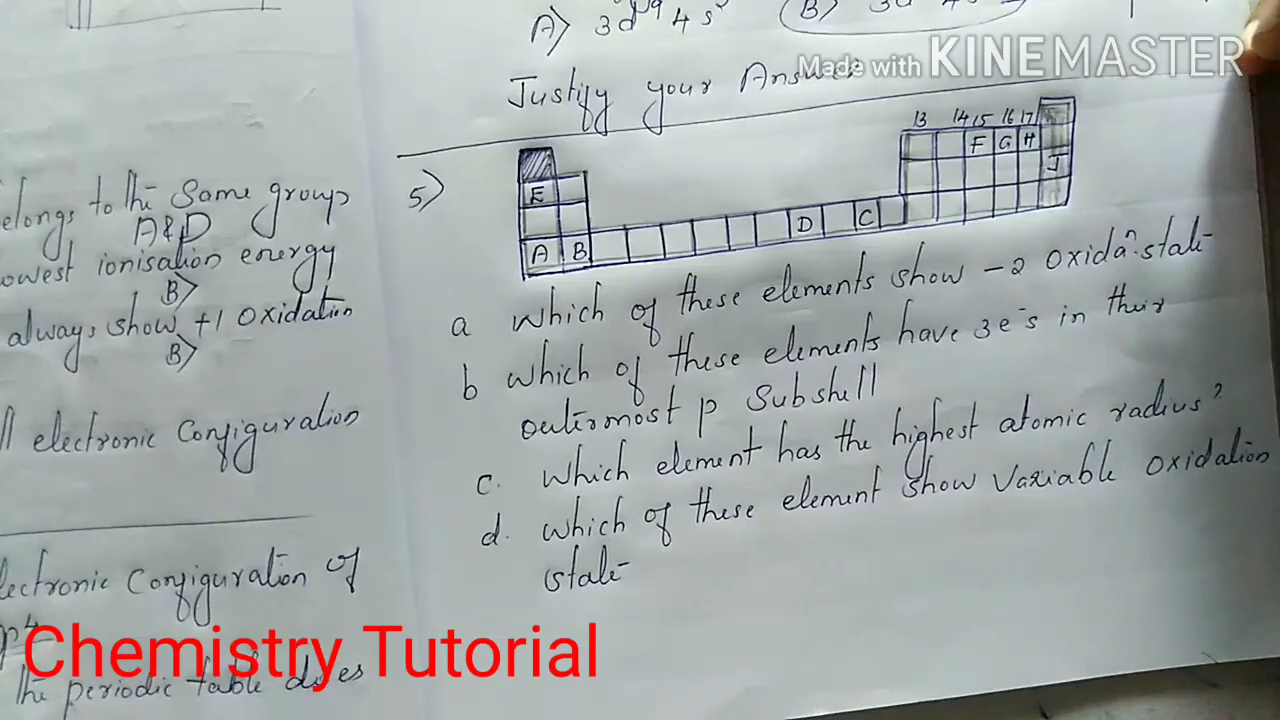 A) 3d⁹ 4s²
(B)
Made with KINEMASTER
Justify your Answer
elongs to the same group
A & D
owest ionisation energy
B)
always show +1 oxidation
B)
ll electronic configuration
lectronic configuration of
p⁴
the periodic table does
5)
13 14 15 16 17
F G H
E J
D C
A B
a which of these elements show -2 oxidaⁿ. state
b which of these elements have 3e⁻s in their
outermost p subshell
c. which element has the highest atomic radius?
d. which of these element show variable oxidation
state
Chemistry Tutorial